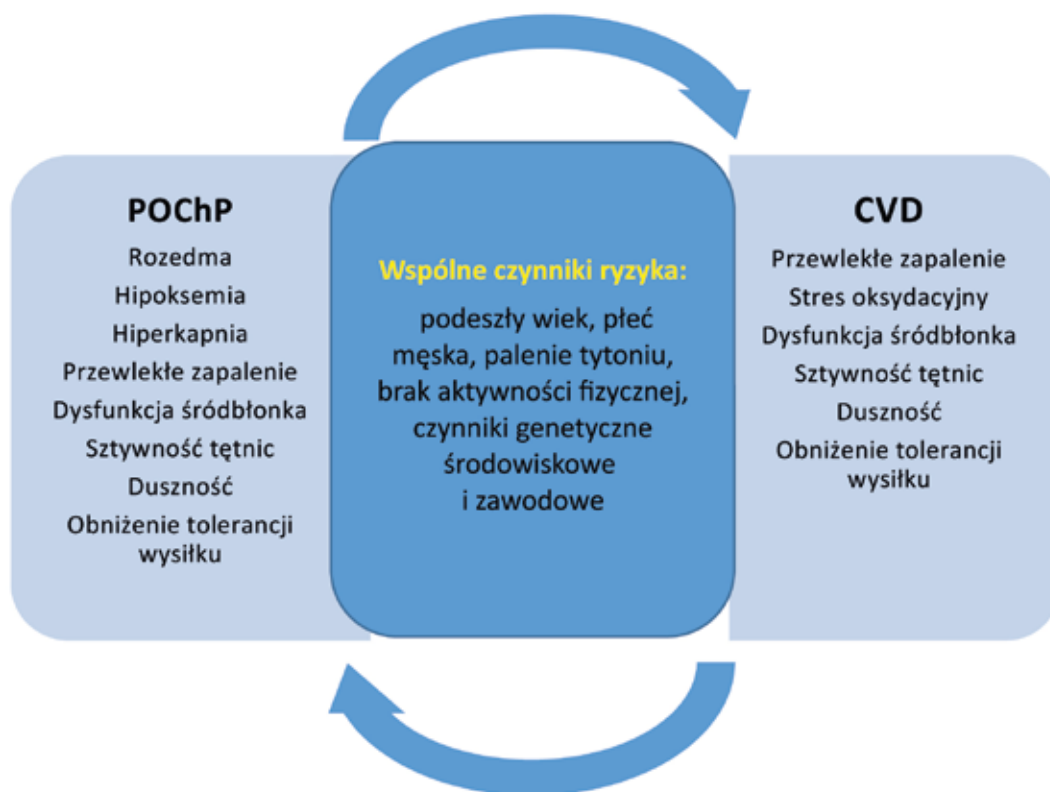 POChP
Rozedma
Hipoksemia
Hiperkapnia
Przewlekłe zapalenie
Dysfunkcja śródbłonka
Sztywność tętnic
Duszność
Obniżenie tolerancji
wysiłku
Wspólne czynniki ryzyka:
podeszły wiek, płeć
męska, palenie tytoniu,
brak aktywności fizycznej,
czynniki genetyczne
środowiskowe
i zawodowe
CVD
Przewlekłe zapalenie
Stres oksydacyjny
Dysfunkcja śródbłonka
Sztywność tętnic
Duszność
Obniżenie tolerancji
wysiłku